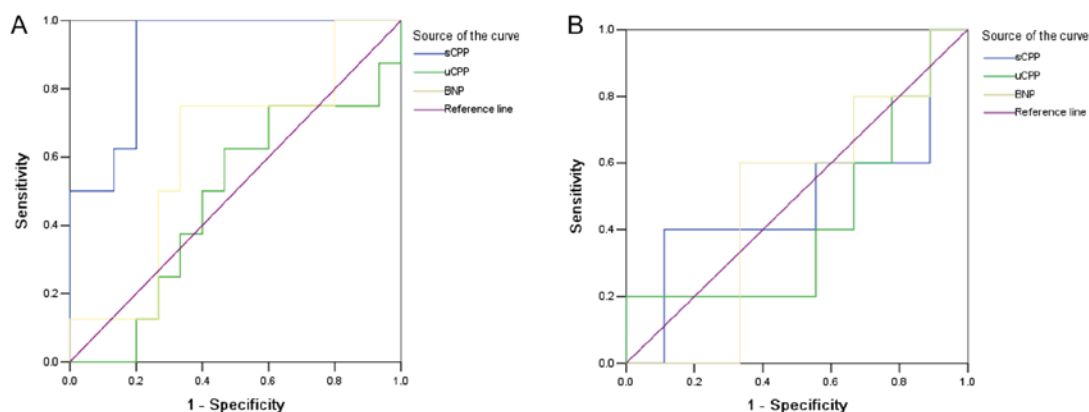 A
Sensitivity
1.0
0.8
0.6
0.4
0.2
0.0
0.0 0.2 0.4 0.6 0.8 1.0
1 - Specificity
Source of the curve
sCPP
uCPP
BNP
Reference line
B
Sensitivity
1.0
0.8
0.6
0.4
0.2
0.0
0.0 0.2 0.4 0.6 0.8 1.0
1 - Specificity
Source of the curve
sCPP
uCPP
BNP
Reference line